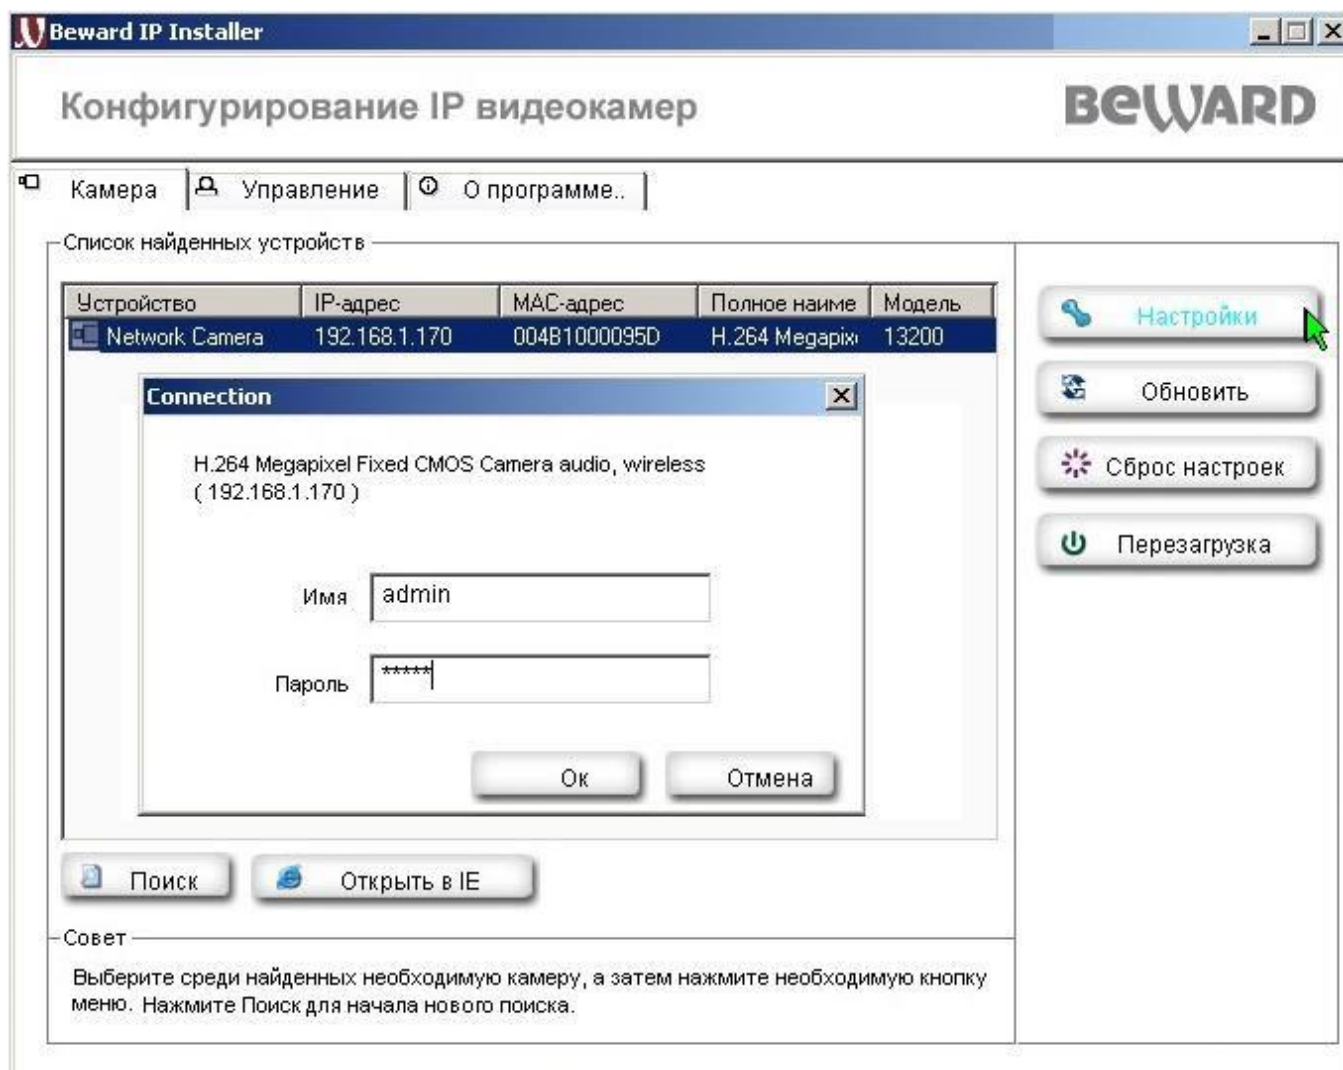 Beward IP Installer
Конфигурирование IP видеокамер
BEWARD
Камера Управление О программе..
Список найденных устройств
Устройство IP-адрес MAC-адрес Полное наиме Модель
Network Camera 192.168.1.170 004B1000095D H.264 Megapix 13200
Настройки
Обновить
Сброс настроек
Перезагрузка
Connection
H.264 Megapixel Fixed CMOS Camera audio, wireless
( 192.168.1.170 )
Имя admin
Пароль *****
Ок Отмена
Поиск Открыть в IE
Совет
Выберите среди найденных необходимую камеру, а затем нажмите необходимую кнопку
меню. Нажмите Поиск для начала нового поиска.